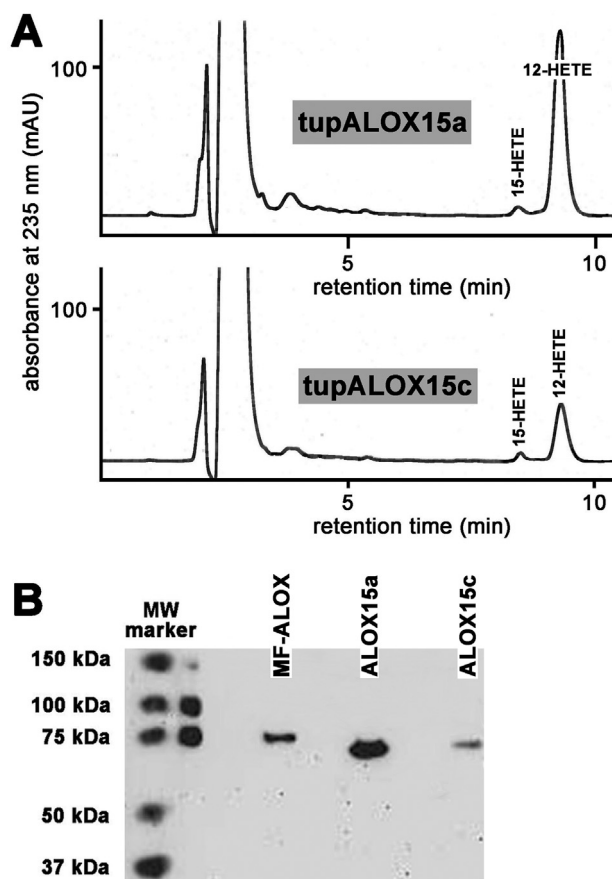 A
absorbance at 235 nm (mAU)
100
tupALOX15a
15-HETE
12-HETE
5
10
retention time (min)
100
tupALOX15c
15-HETE
12-HETE
5
10
retention time (min)
B
MW
marker
MF-ALOX
ALOX15a
ALOX15c
150 kDa
100 kDa
75 kDa
50 kDa
37 kDa